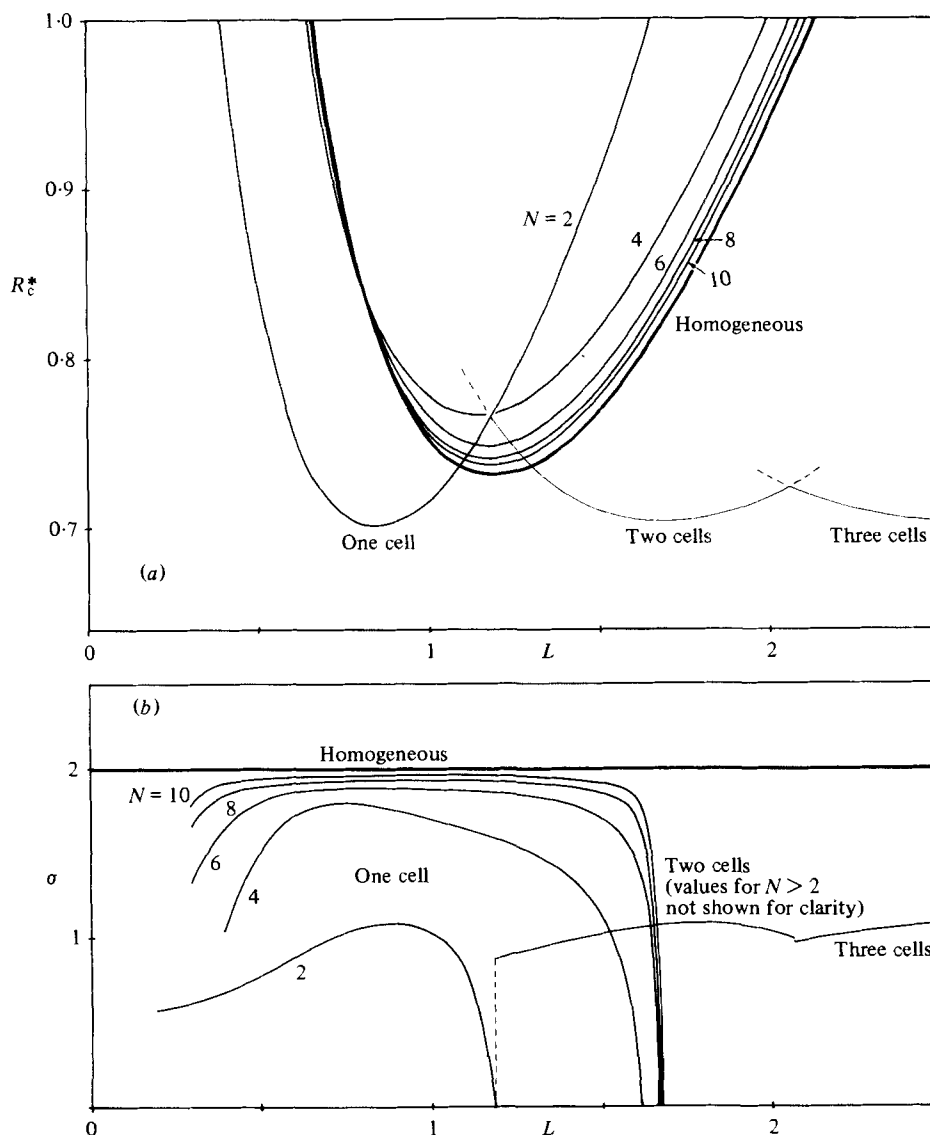 1·0
0·9
N = 2
4
8
6
10
R*c
Homogeneous
0·8
0·7
One cell
Two cells
Three cells
(a)
0
1
L
2
(b)
Homogeneous
2
N = 10
8
6
4
One cell
Two cells
(values for N > 2
not shown for clarity)
σ
1
2
Three cells
0
1
L
2